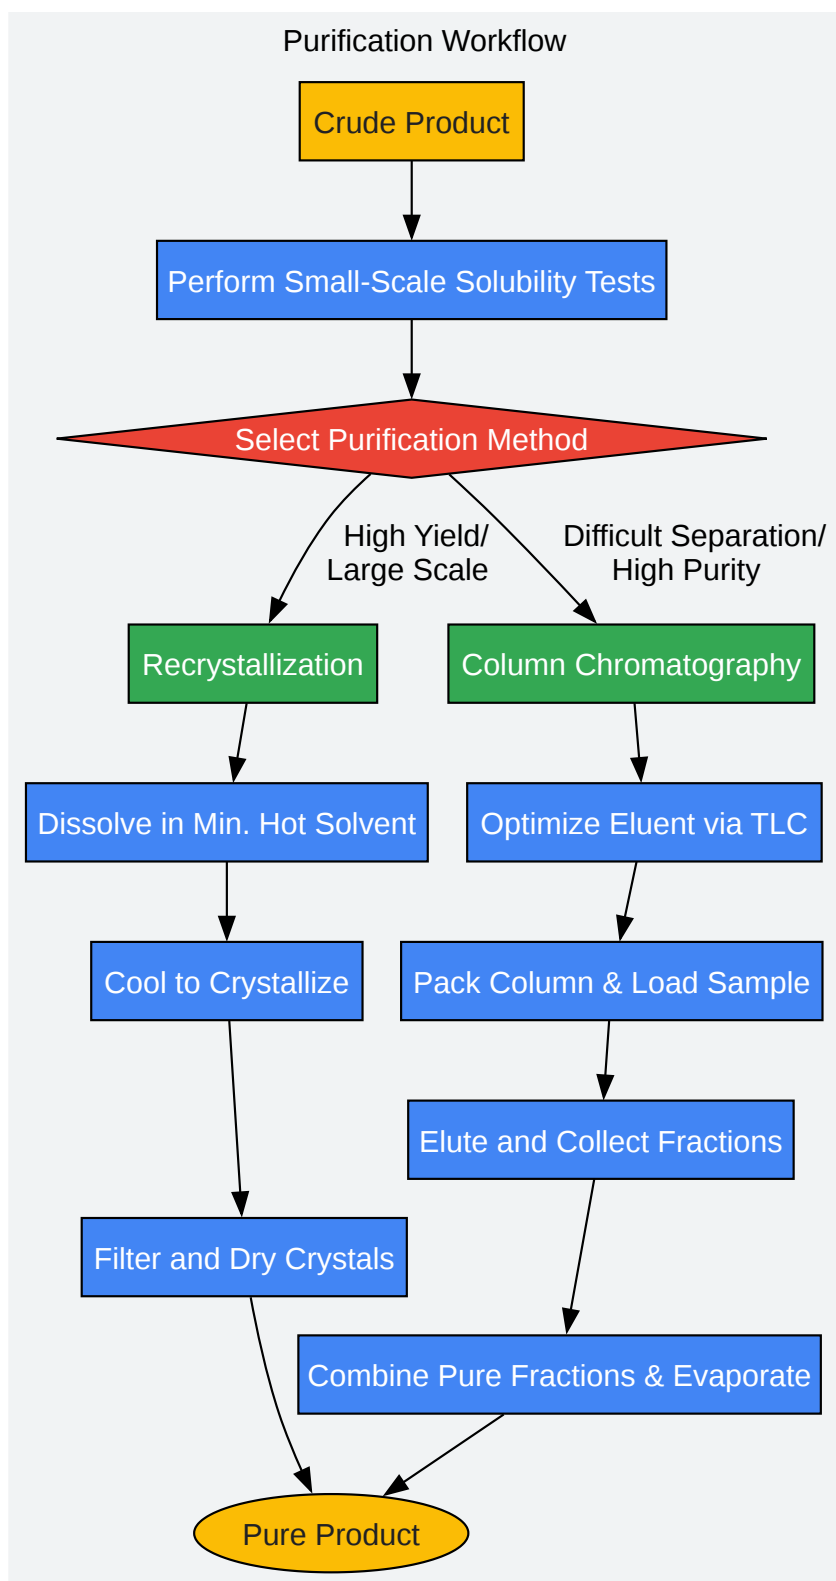 Purification Workflow
Crude Product
Perform Small-Scale Solubility Tests
Select Purification Method
High Yield/
Large Scale
Difficult Separation/
High Purity
Recrystallization
Column Chromatography
Dissolve in Min. Hot Solvent
Optimize Eluent via TLC
Cool to Crystallize
Pack Column & Load Sample
Elute and Collect Fractions
Filter and Dry Crystals
Combine Pure Fractions & Evaporate
Pure Product